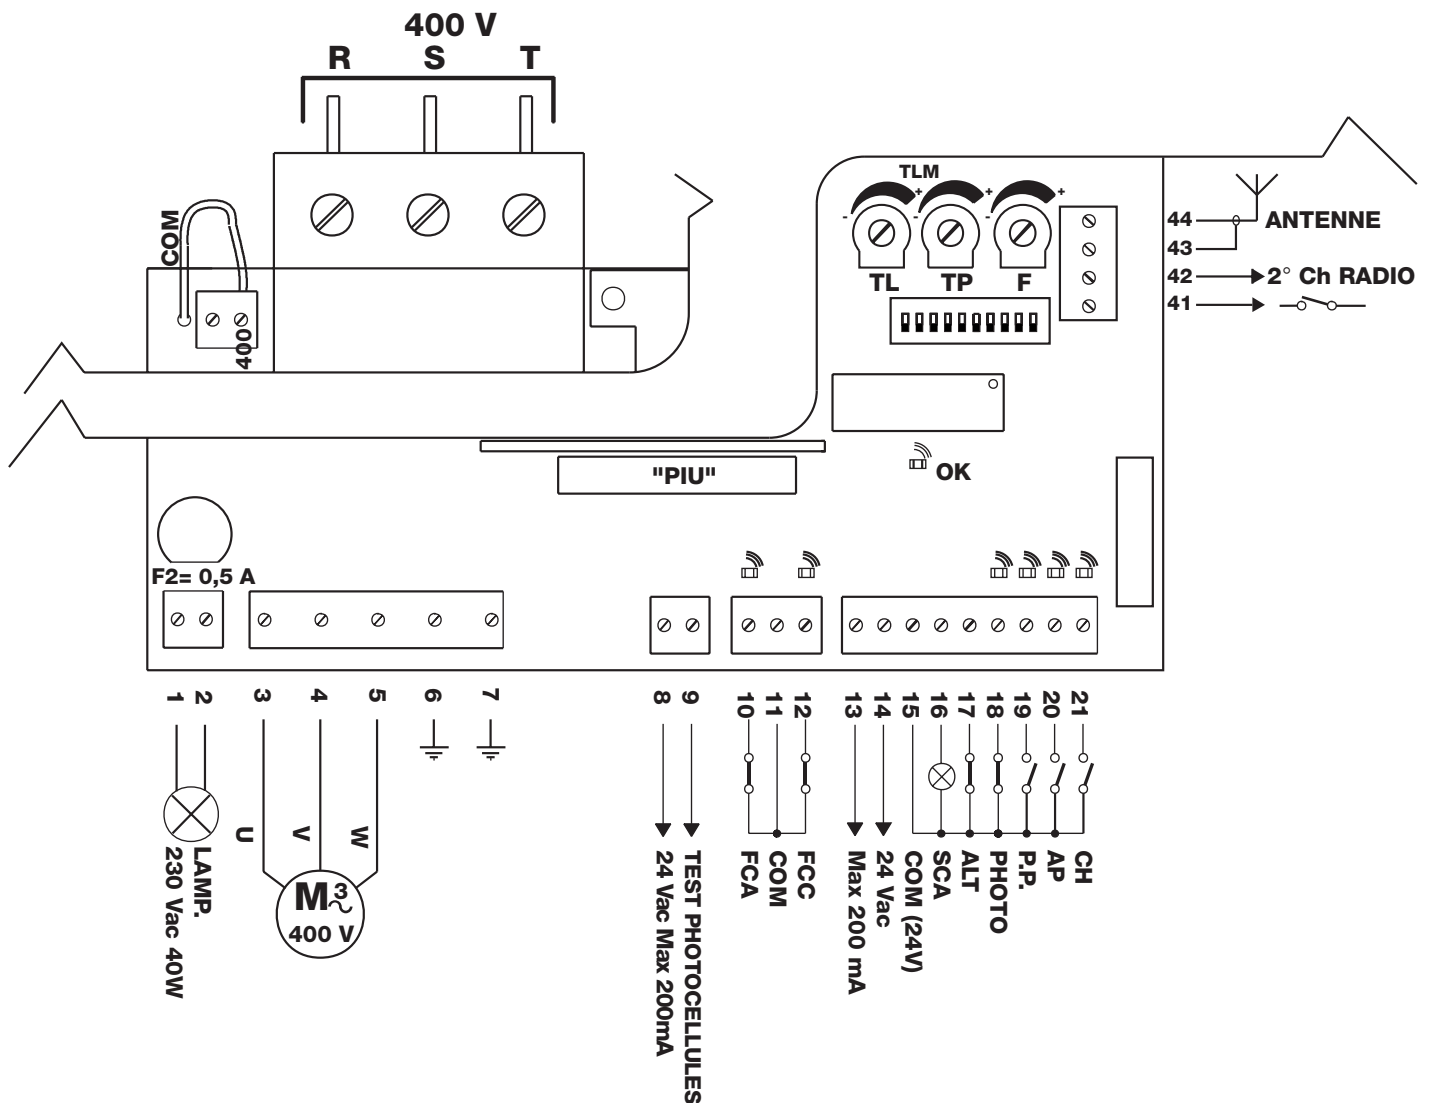 400 V
R S T
COM
400
TLM
- + - + - +
TL TP F
44 ANTENNE
43
42 2° Ch RADIO
41
"PIU"
OK
F2= 0,5 A
1 2 3 4 5 6 7 8 9 10 11 12 13 14 15 16 17 18 19 20 21
U V W
LAMP.
230 Vac 40W
M 3~
400 V
24 Vac Max 200mA
TEST PHOTOCELLULES
FCA
COM
FCC
Max 200 mA
24 Vac
COM (24V)
SCA
ALT
PHOTO
P.P.
AP
CH